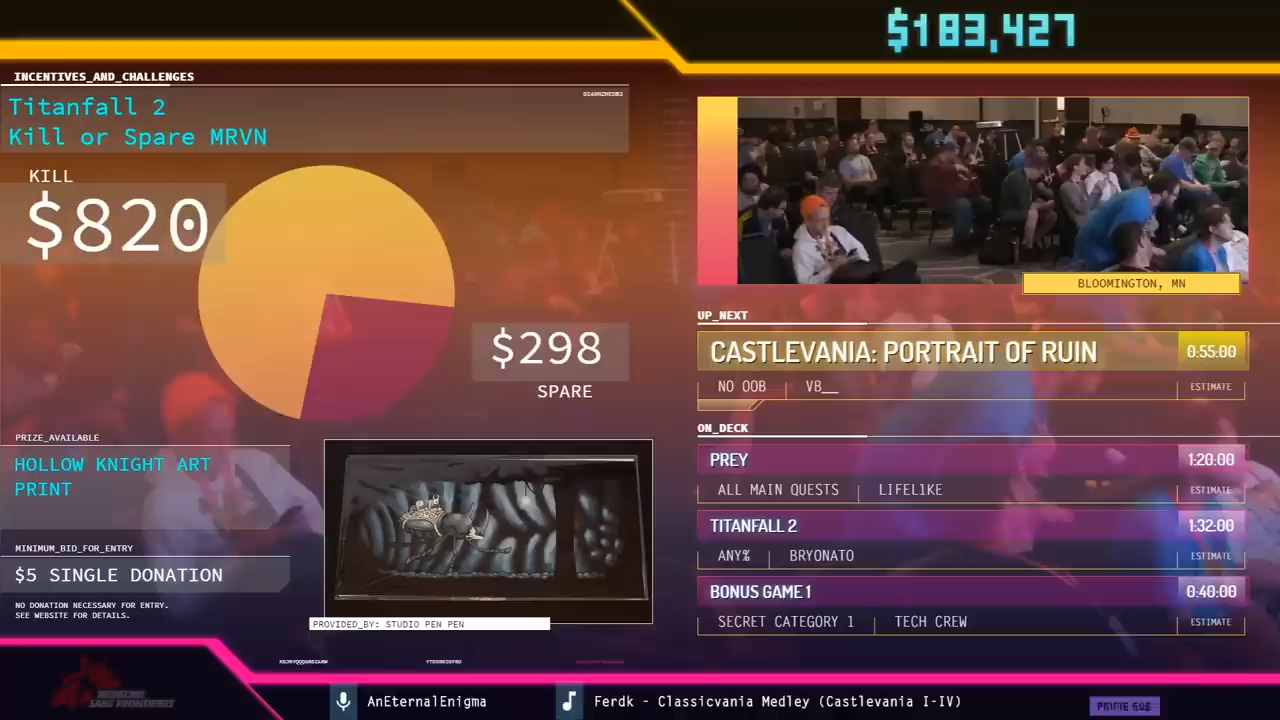 $183,427
INCENTIVES_AND_CHALLENGES
Titanfall 2
Kill or Spare MRVN
KILL
$820
$298
SPARE
PRIZE_AVAILABLE
HOLLOW KNIGHT ART
PRINT
MINIMUM_BID_FOR_ENTRY
$5 SINGLE DONATION
NO DONATION NECESSARY FOR ENTRY.
SEE WEBSITE FOR DETAILS.
PROVIDED_BY: STUDIO PEN PEN
BLOOMINGTON, MN
UP_NEXT
CASTLEVANIA: PORTRAIT OF RUIN 0:55:00
NO OOB VB__ ESTIMATE
ON_DECK
PREY 1:20:00
ALL MAIN QUESTS LIFEL1KE ESTIMATE
TITANFALL 2 1:32:00
ANY% BRYONATO ESTIMATE
BONUS GAME 1 0:40:00
SECRET CATEGORY 1 TECH CREW ESTIMATE
SANS FRONTIERES
AnEternalEnigma
Ferdk - Classicvania Medley (Castlevania I-IV)